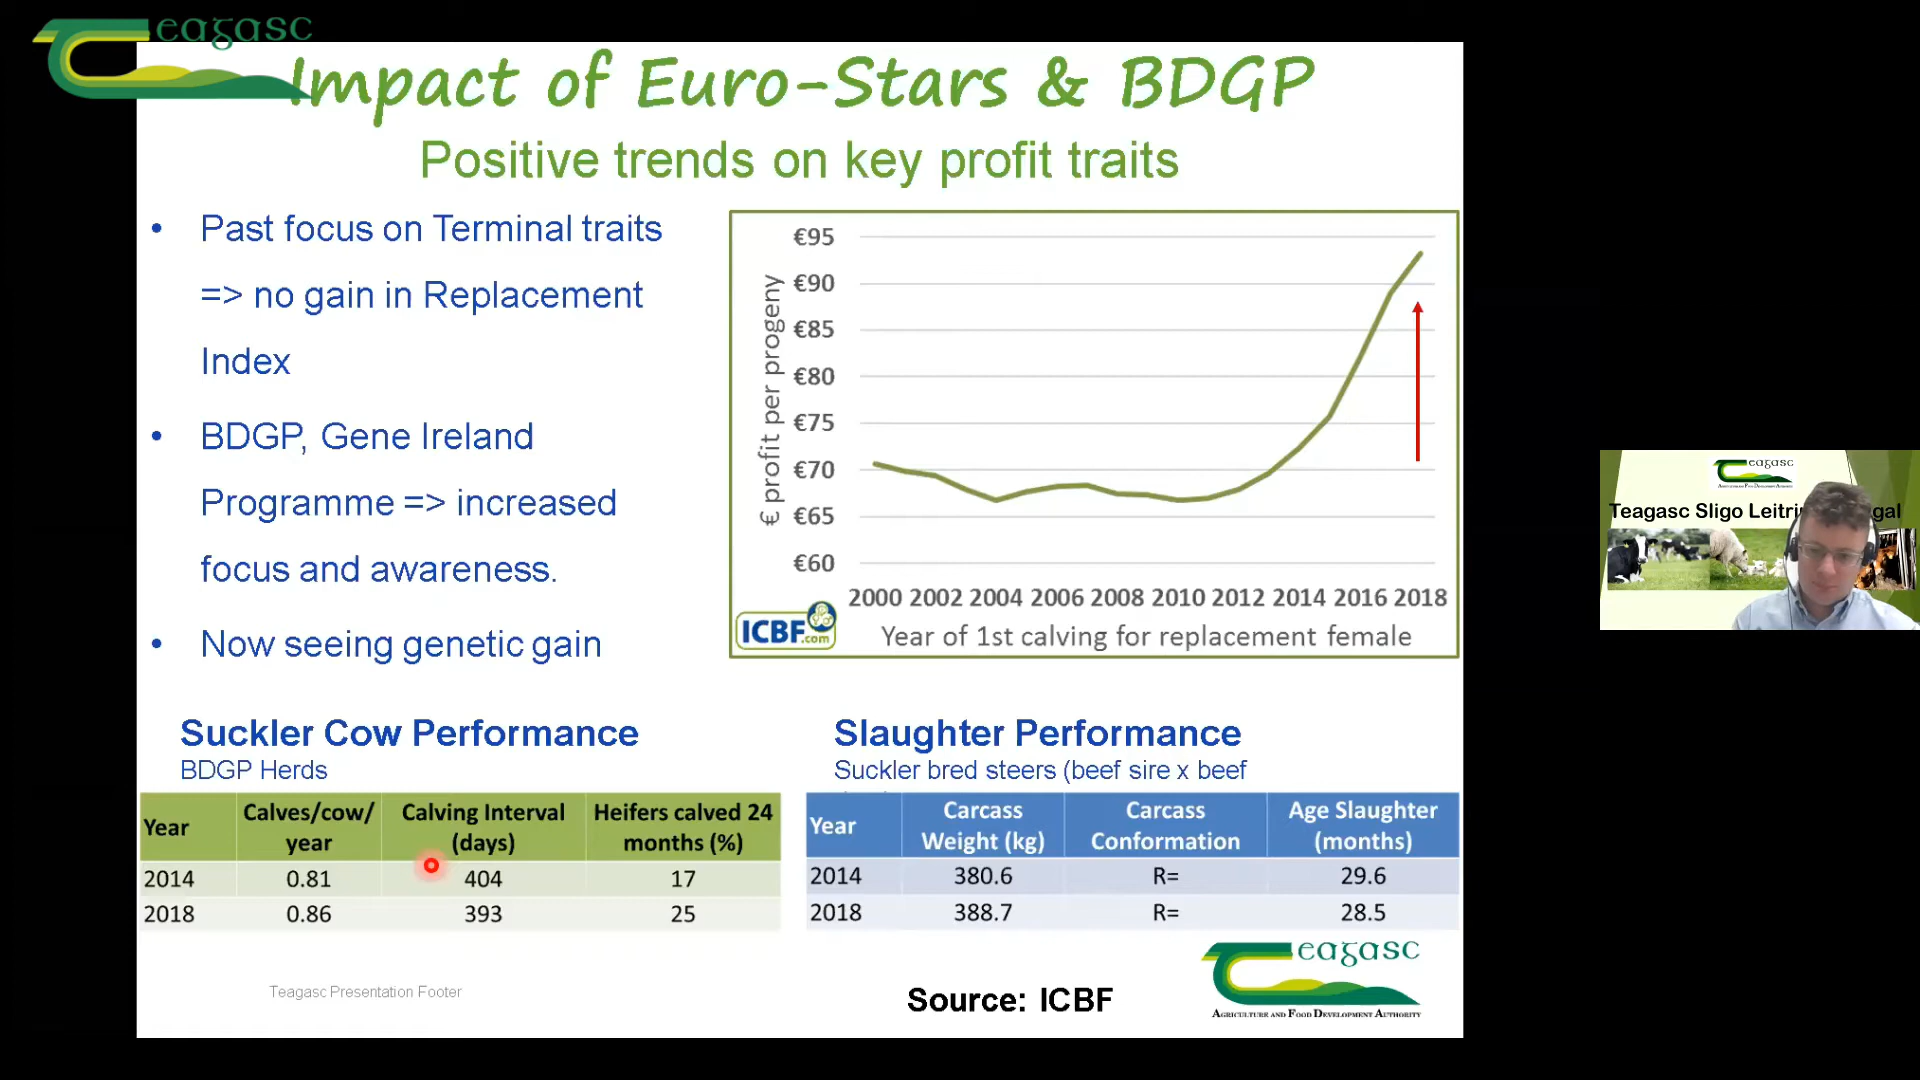 eagasc
Impact of Euro-Stars & BDGP
Positive trends on key profit traits
• Past focus on Terminal traits
=> no gain in Replacement
Index
• BDGP, Gene Ireland
Programme => increased
focus and awareness.
• Now seeing genetic gain
€ profit per progeny
€95
€90
€85
€80
€75
€70
€65
€60
2000 2002 2004 2006 2008 2010 2012 2014 2016 2018
Year of 1st calving for replacement female
ICBF.com
eagasc
Teagasc Sligo Leitri gal
Suckler Cow Performance
BDGP Herds
Year Calves/cow/year Calving Interval (days) Heifers calved 24 months (%)
2014 0.81 404 17
2018 0.86 393 25
Slaughter Performance
Suckler bred steers (beef sire x beef
Year Carcass Weight (kg) Carcass Conformation Age Slaughter (months)
2014 380.6 R= 29.6
2018 388.7 R= 28.5
Teagasc Presentation Footer
Source: ICBF
eagasc
Agriculture and Food Development Authority